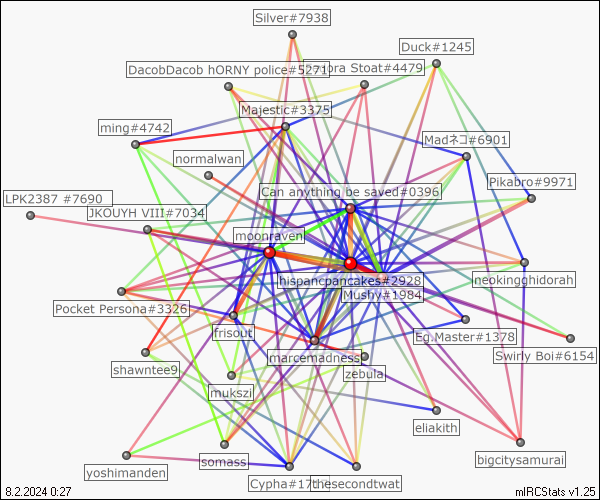 Silver#7938
Duck#1245
DacobDacob hORNY police#5271
Stoat#4479
Majestic#3375
ming#4742
Madネコ#6901
normalwan
Pikabro#9971
Can anything be saved#0396
LPK2387 #7690
JKOUYH VIII#7034
moonraven
hispancpancakes#2928
neokingghidorah
Mushy#1984
Pocket Persona#3326
frisout
Eg.Master#1378
marcemadness
Swirly Boi#6154
shawntee9
zebula
mukszi
eliakith
somass
bigcitysamurai
yoshimanden
thesecondtwat
8.2.2024 0:27
mIRCStats v1.25